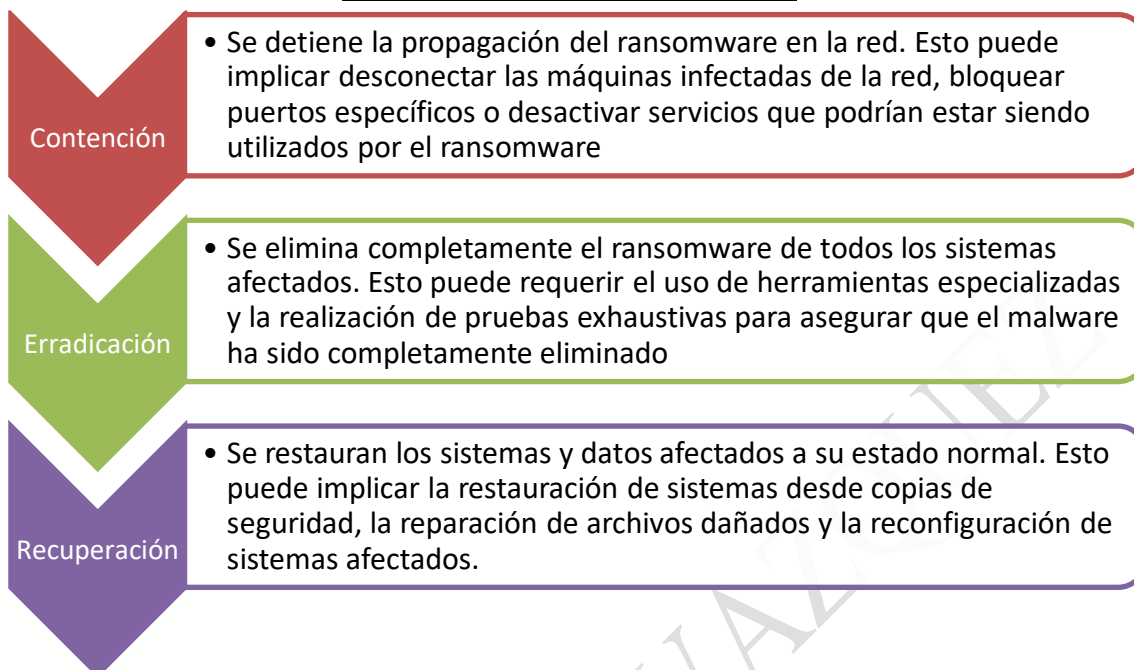 Contención
• Se detiene la propagación del ransomware en la red. Esto puede
implicar desconectar las máquinas infectadas de la red, bloquear
puertos específicos o desactivar servicios que podrían estar siendo
utilizados por el ransomware
Erradicación
• Se elimina completamente el ransomware de todos los sistemas
afectados. Esto puede requerir el uso de herramientas especializadas
y la realización de pruebas exhaustivas para asegurar que el malware
ha sido completamente eliminado
Recuperación
• Se restauran los sistemas y datos afectados a su estado normal. Esto
puede implicar la restauración de sistemas desde copias de
seguridad, la reparación de archivos dañados y la reconfiguración de
sistemas afectados.